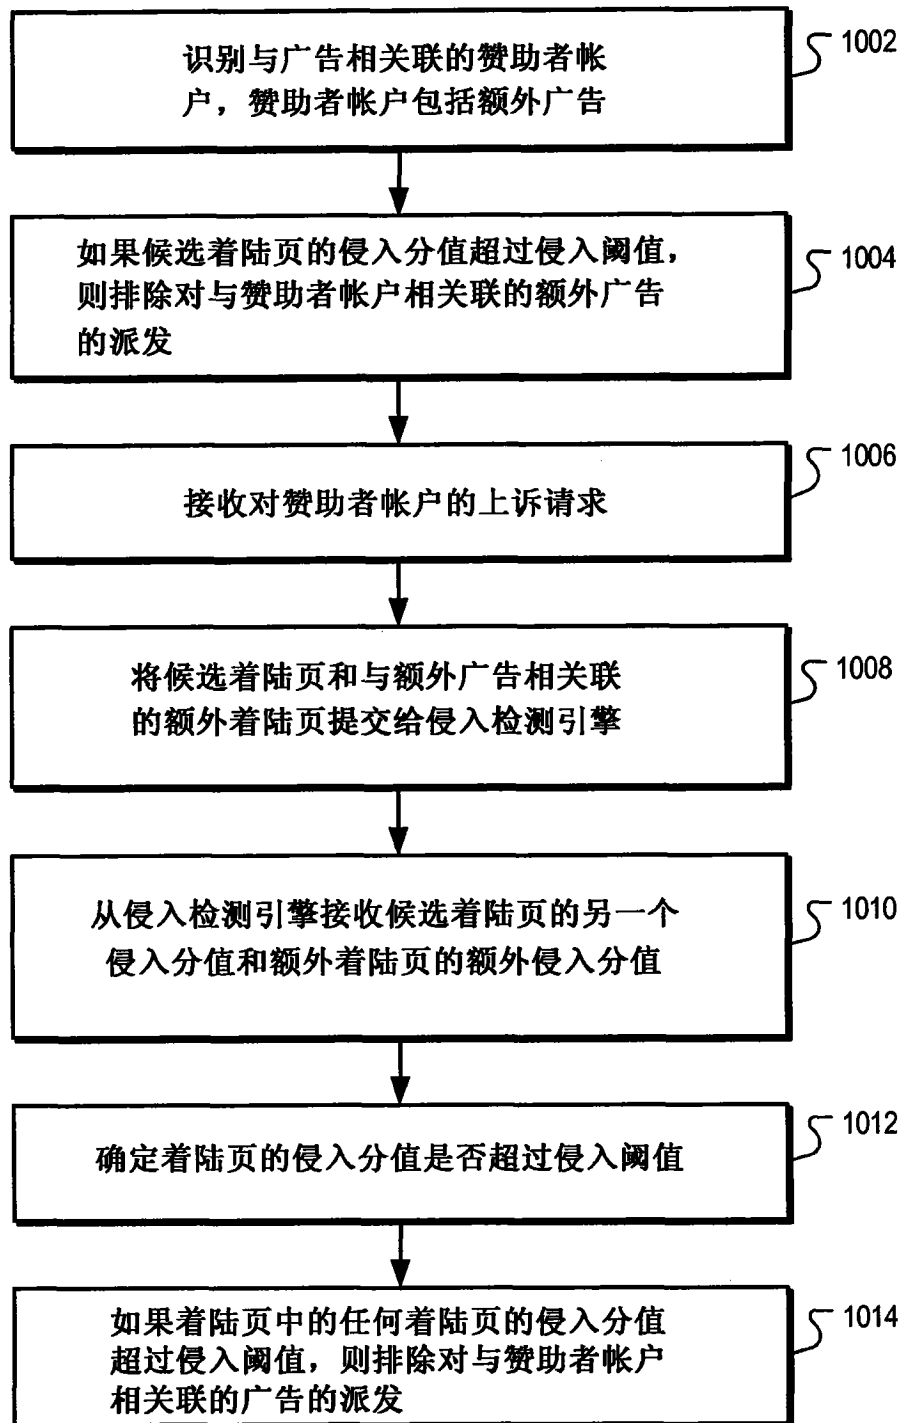 识别与广告相关联的赞助者帐
户，赞助者帐户包括额外广告
1002
如果候选着陆页的侵入分值超过侵入阈值，
则排除对与赞助者帐户相关联的额外广告
的派发
1004
接收对赞助者帐户的上诉请求
1006
将候选着陆页和与额外广告相关联
的额外着陆页提交给侵入检测引擎
1008
从侵入检测引擎接收候选着陆页的另一个
侵入分值和额外着陆页的额外侵入分值
1010
确定着陆页的侵入分值是否超过侵入阈值
1012
如果着陆页中的任何着陆页的侵入分值
超过侵入阈值，则排除对与赞助者帐户
相关联的广告的派发
1014